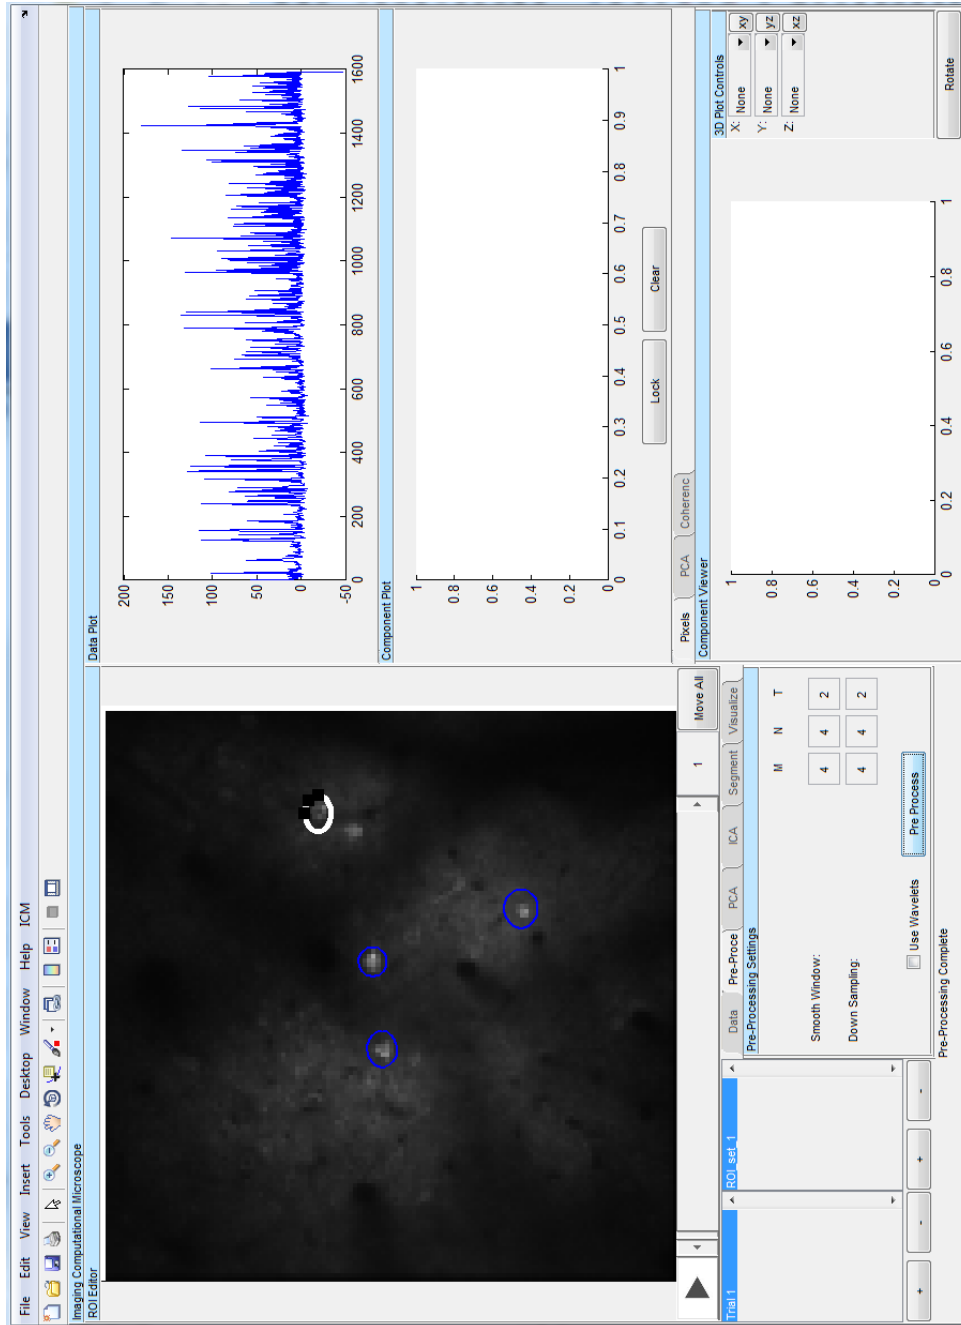 File Edit View Insert Tools Desktop Window Help ICM
Imaging Computational Microscope
ROI Editor
Move All
1
Trial 1
ROI_set_1
+
-
+
-
Data
Pre-Proce
PCA
ICA
Segment
Visualize
Pre-Processing Settings
M N T
Smooth Window: 4 4 2
Down Sampling: 4 4 2
Use Wavelets
Pre Process
Pre-Processing Complete
Data Plot
200
150
100
50
0
-50
0 200 400 600 800 1000 1200 1400 1600
Component Plot
1
0.8
0.6
0.4
0.2
0
0 0.1 0.2 0.3 0.4 0.5 0.6 0.7 0.8 0.9 1
Lock
Clear
Pixels
PCA
Coherenc
Component Viewer
1
0.8
0.6
0.4
0.2
0
0 0.2 0.4 0.6 0.8 1
3D Plot Controls
X: None xy
Y: None yz
Z: None xz
Rotate